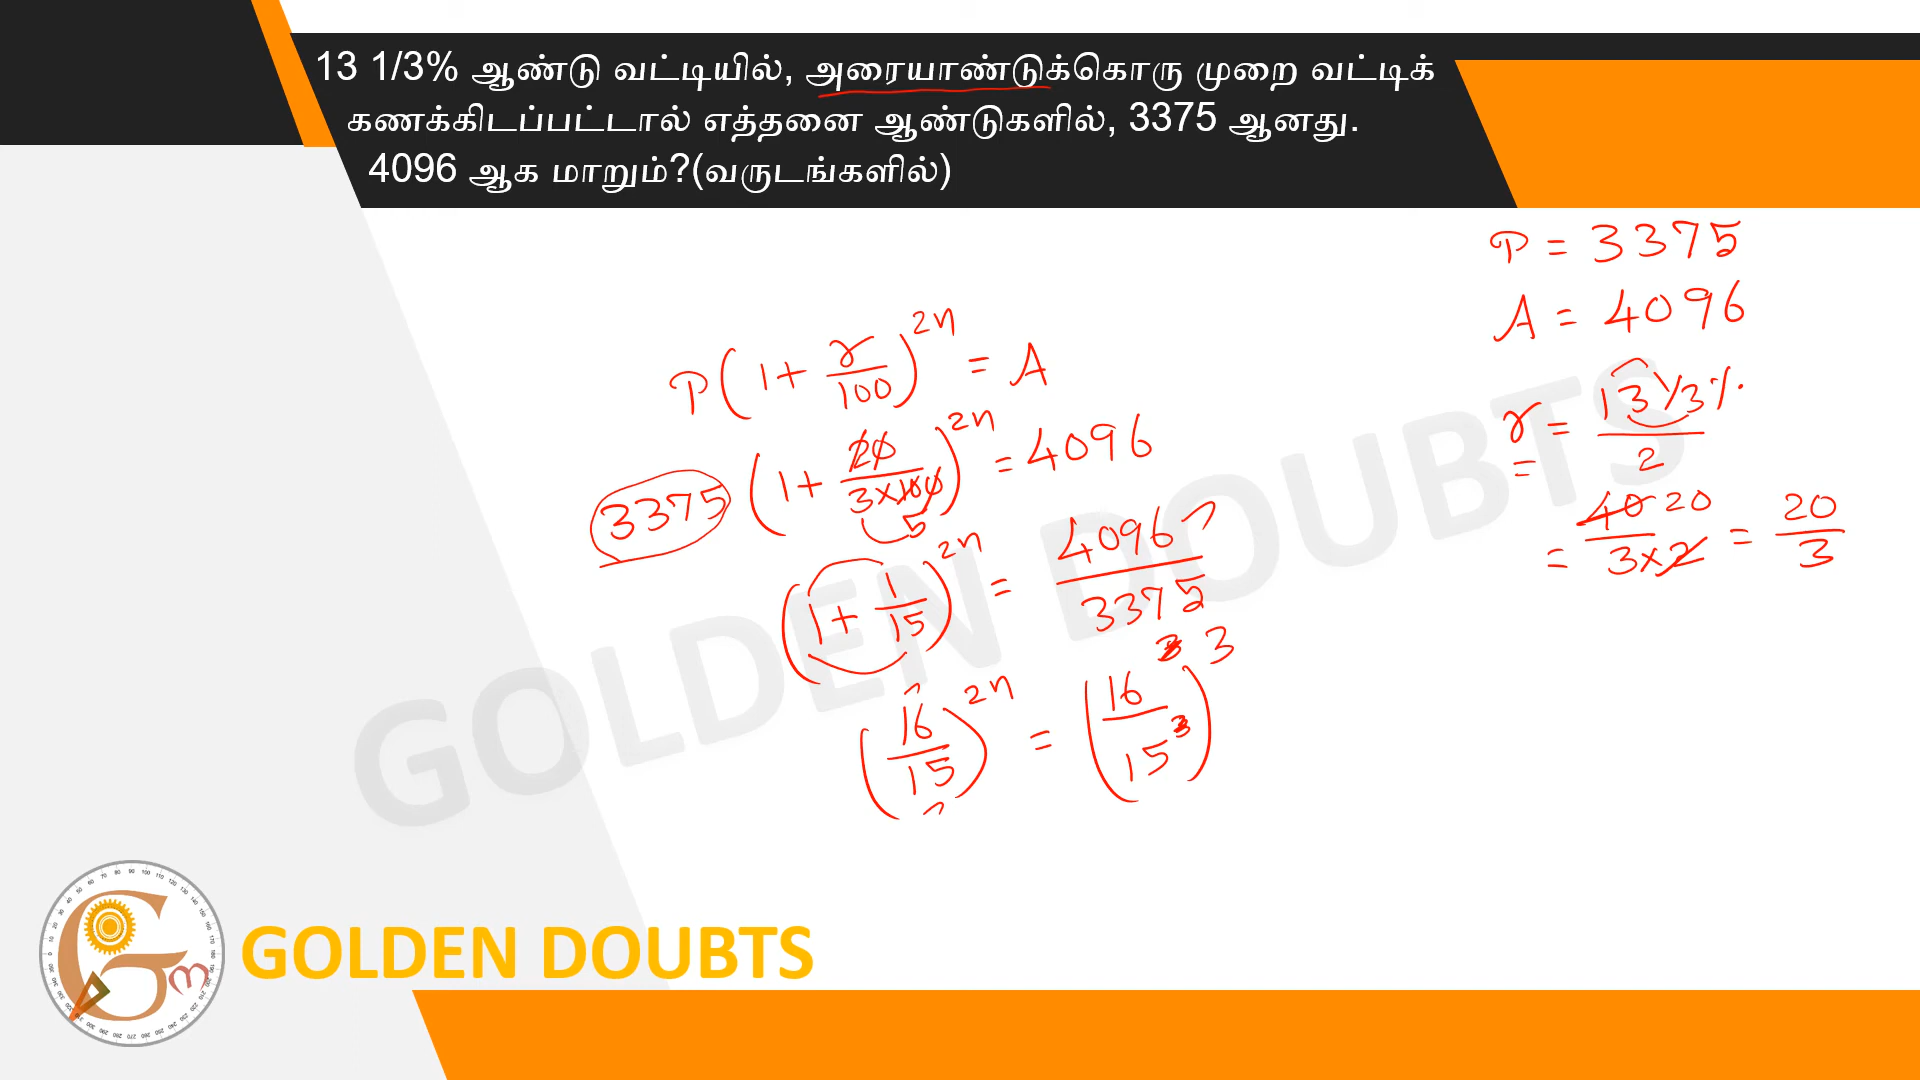 13 1/3% ஆண்டு வட்டியில், அரையாண்டுக்கொரு முறை வட்டிக்
கணக்கிடப்பட்டால் எத்தனை ஆண்டுகளில், 3375 ஆனது.
4096 ஆக மாறும்?(வருடங்களில்)
P = 3375
A = 4096
r = 13 1/3% / 2
= 40 20 / 3×2 = 20/3
P(1 + r/100)^2n = A
3375 (1 + 20/3×100 5)^2n = 4096
(1 + 1/15)^2n = 4096/3375
(16/15)^2n = (16^3/15^3)^3
GOLDEN DOUBTS
GOLDEN DOUBTS